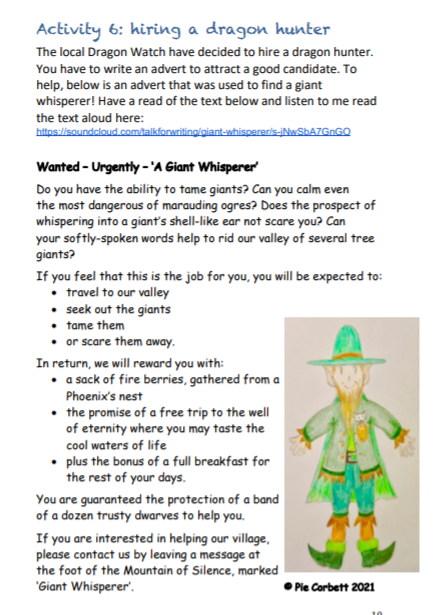 Activity 6: hiring a dragon hunter
The local Dragon Watch have decided to hire a dragon hunter.
You have to write an advert to attract a good candidate. To
help, below is an advert that was used to find a giant
whisperer! Have a read of the text below and listen to me read
the text aloud here:
https://soundcloud.com/talkforwriting/giant-whisperer/s-jNwSbA7GnGO
Wanted – Urgently – 'A Giant Whisperer'
Do you have the ability to tame giants? Can you calm even
the most dangerous of marauding ogres? Does the prospect of
whispering into a giant's shell-like ear not scare you? Can
your softly-spoken words help to rid our valley of several tree
giants?
If you feel that this is the job for you, you will be expected to:
• travel to our valley
• seek out the giants
• tame them
• or scare them away.
In return, we will reward you with:
• a sack of fire berries, gathered from a
Phoenix's nest
• the promise of a free trip to the well
of eternity where you may taste the
cool waters of life
• plus the bonus of a full breakfast for
the rest of your days.
You are guaranteed the protection of a band
of a dozen trusty dwarves to help you.
If you are interested in helping our village,
please contact us by leaving a message at
the foot of the Mountain of Silence, marked
'Giant Whisperer'.
© Pie Corbett 2021